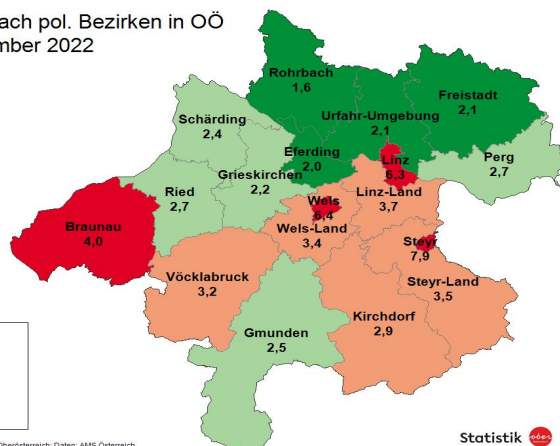 ach pol. Bezirken in OÖ
mber 2022
Rohrbach
1,6
Freistadt
2,1
Urfahr-Umgebung
2,1
Schärding
2,4
Eferding
2,0
Linz
6,3
Perg
2,7
Grieskirchen
2,2
Ried
2,7
Linz-Land
3,7
Wels
6,4
Wels-Land
3,4
Braunau
4,0
Steyr
7,9
Vöcklabruck
3,2
Steyr-Land
3,5
Kirchdorf
2,9
Gmunden
2,5
Oberösterreich; Daten: AMS Österreich
Statistik